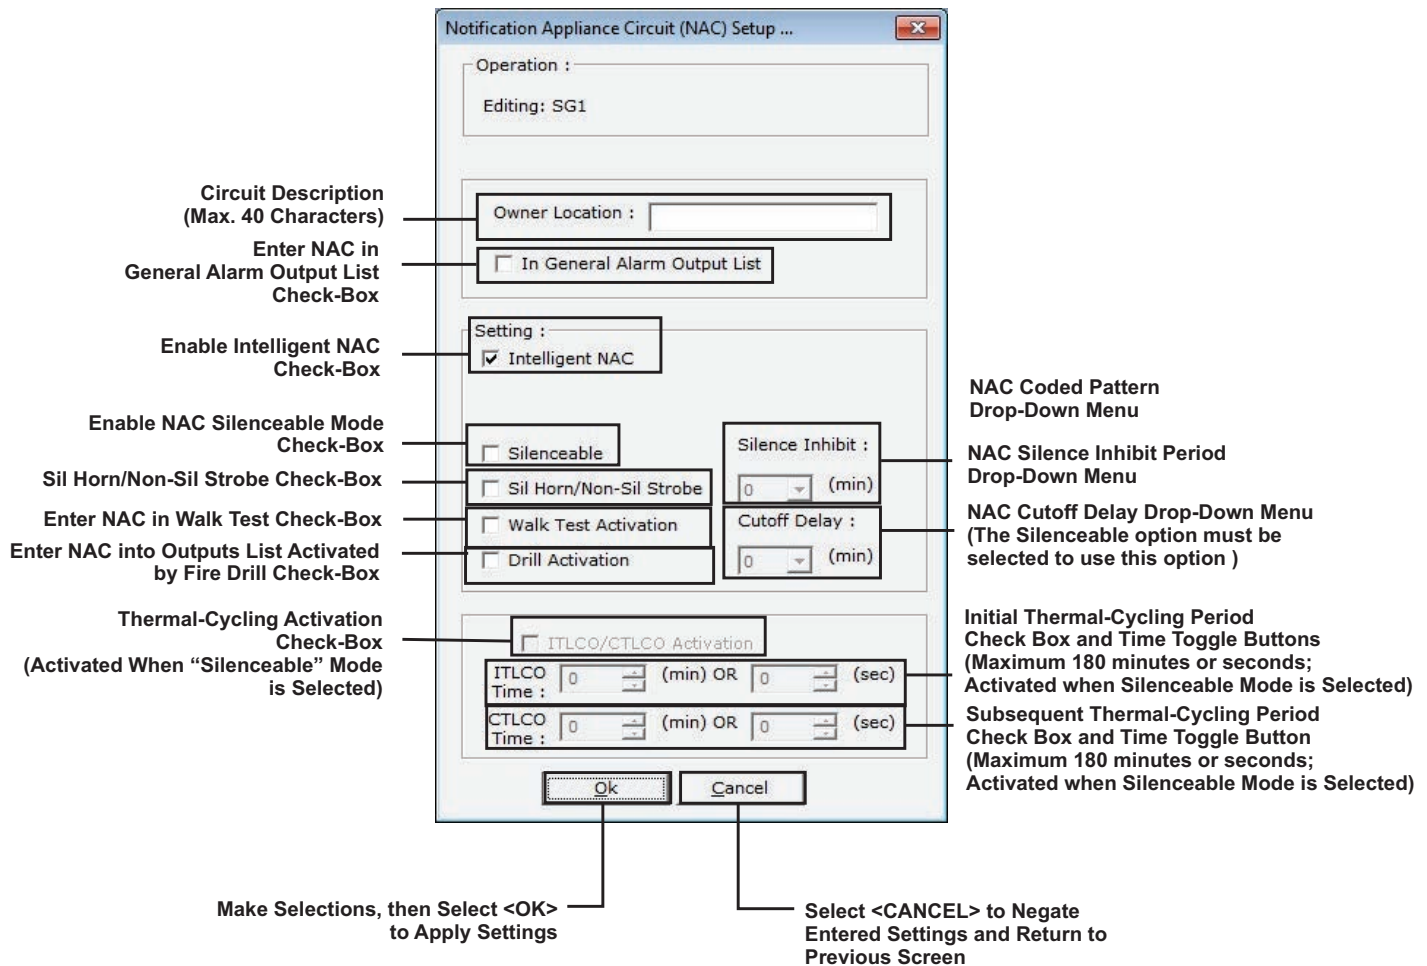 Notification Appliance Circuit (NAC) Setup ...
Operation :
Editing: SG1
Circuit Description
(Max. 40 Characters)
Owner Location :
Enter NAC in
General Alarm Output List
Check-Box
In General Alarm Output List
Enable Intelligent NAC
Check-Box
Setting :
Intelligent NAC
NAC Coded Pattern
Drop-Down Menu
Enable NAC Silenceable Mode
Check-Box
Silenceable
Silence Inhibit :
0 (min)
NAC Silence Inhibit Period
Drop-Down Menu
Sil Horn/Non-Sil Strobe Check-Box
Sil Horn/Non-Sil Strobe
Enter NAC in Walk Test Check-Box
Walk Test Activation
Cutoff Delay :
0 (min)
NAC Cutoff Delay Drop-Down Menu
(The Silenceable option must be
selected to use this option )
Enter NAC into Outputs List Activated
by Fire Drill Check-Box
Drill Activation
Thermal-Cycling Activation
Check-Box
(Activated When “Silenceable” Mode
is Selected)
ITLCO/CTLCO Activation
ITLCO
Time :
0 (min) OR 0 (sec)
Initial Thermal-Cycling Period
Check Box and Time Toggle Buttons
(Maximum 180 minutes or seconds;
Activated when Silenceable Mode is Selected)
CTLCO
Time :
0 (min) OR 0 (sec)
Subsequent Thermal-Cycling Period
Check Box and Time Toggle Button
(Maximum 180 minutes or seconds;
Activated when Silenceable Mode is Selected)
Ok
Cancel
Make Selections, then Select <OK>
to Apply Settings
Select <CANCEL> to Negate
Entered Settings and Return to
Previous Screen